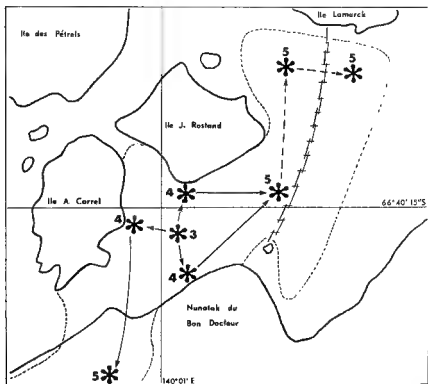 Ile Lamarck
Ile des Pétrels
5
5
Ile J. Rostand
4
5
66°40'15"S
Ile A. Carrel
4
3
4
Nunatak du
Bon Docteur
5
140°01'E